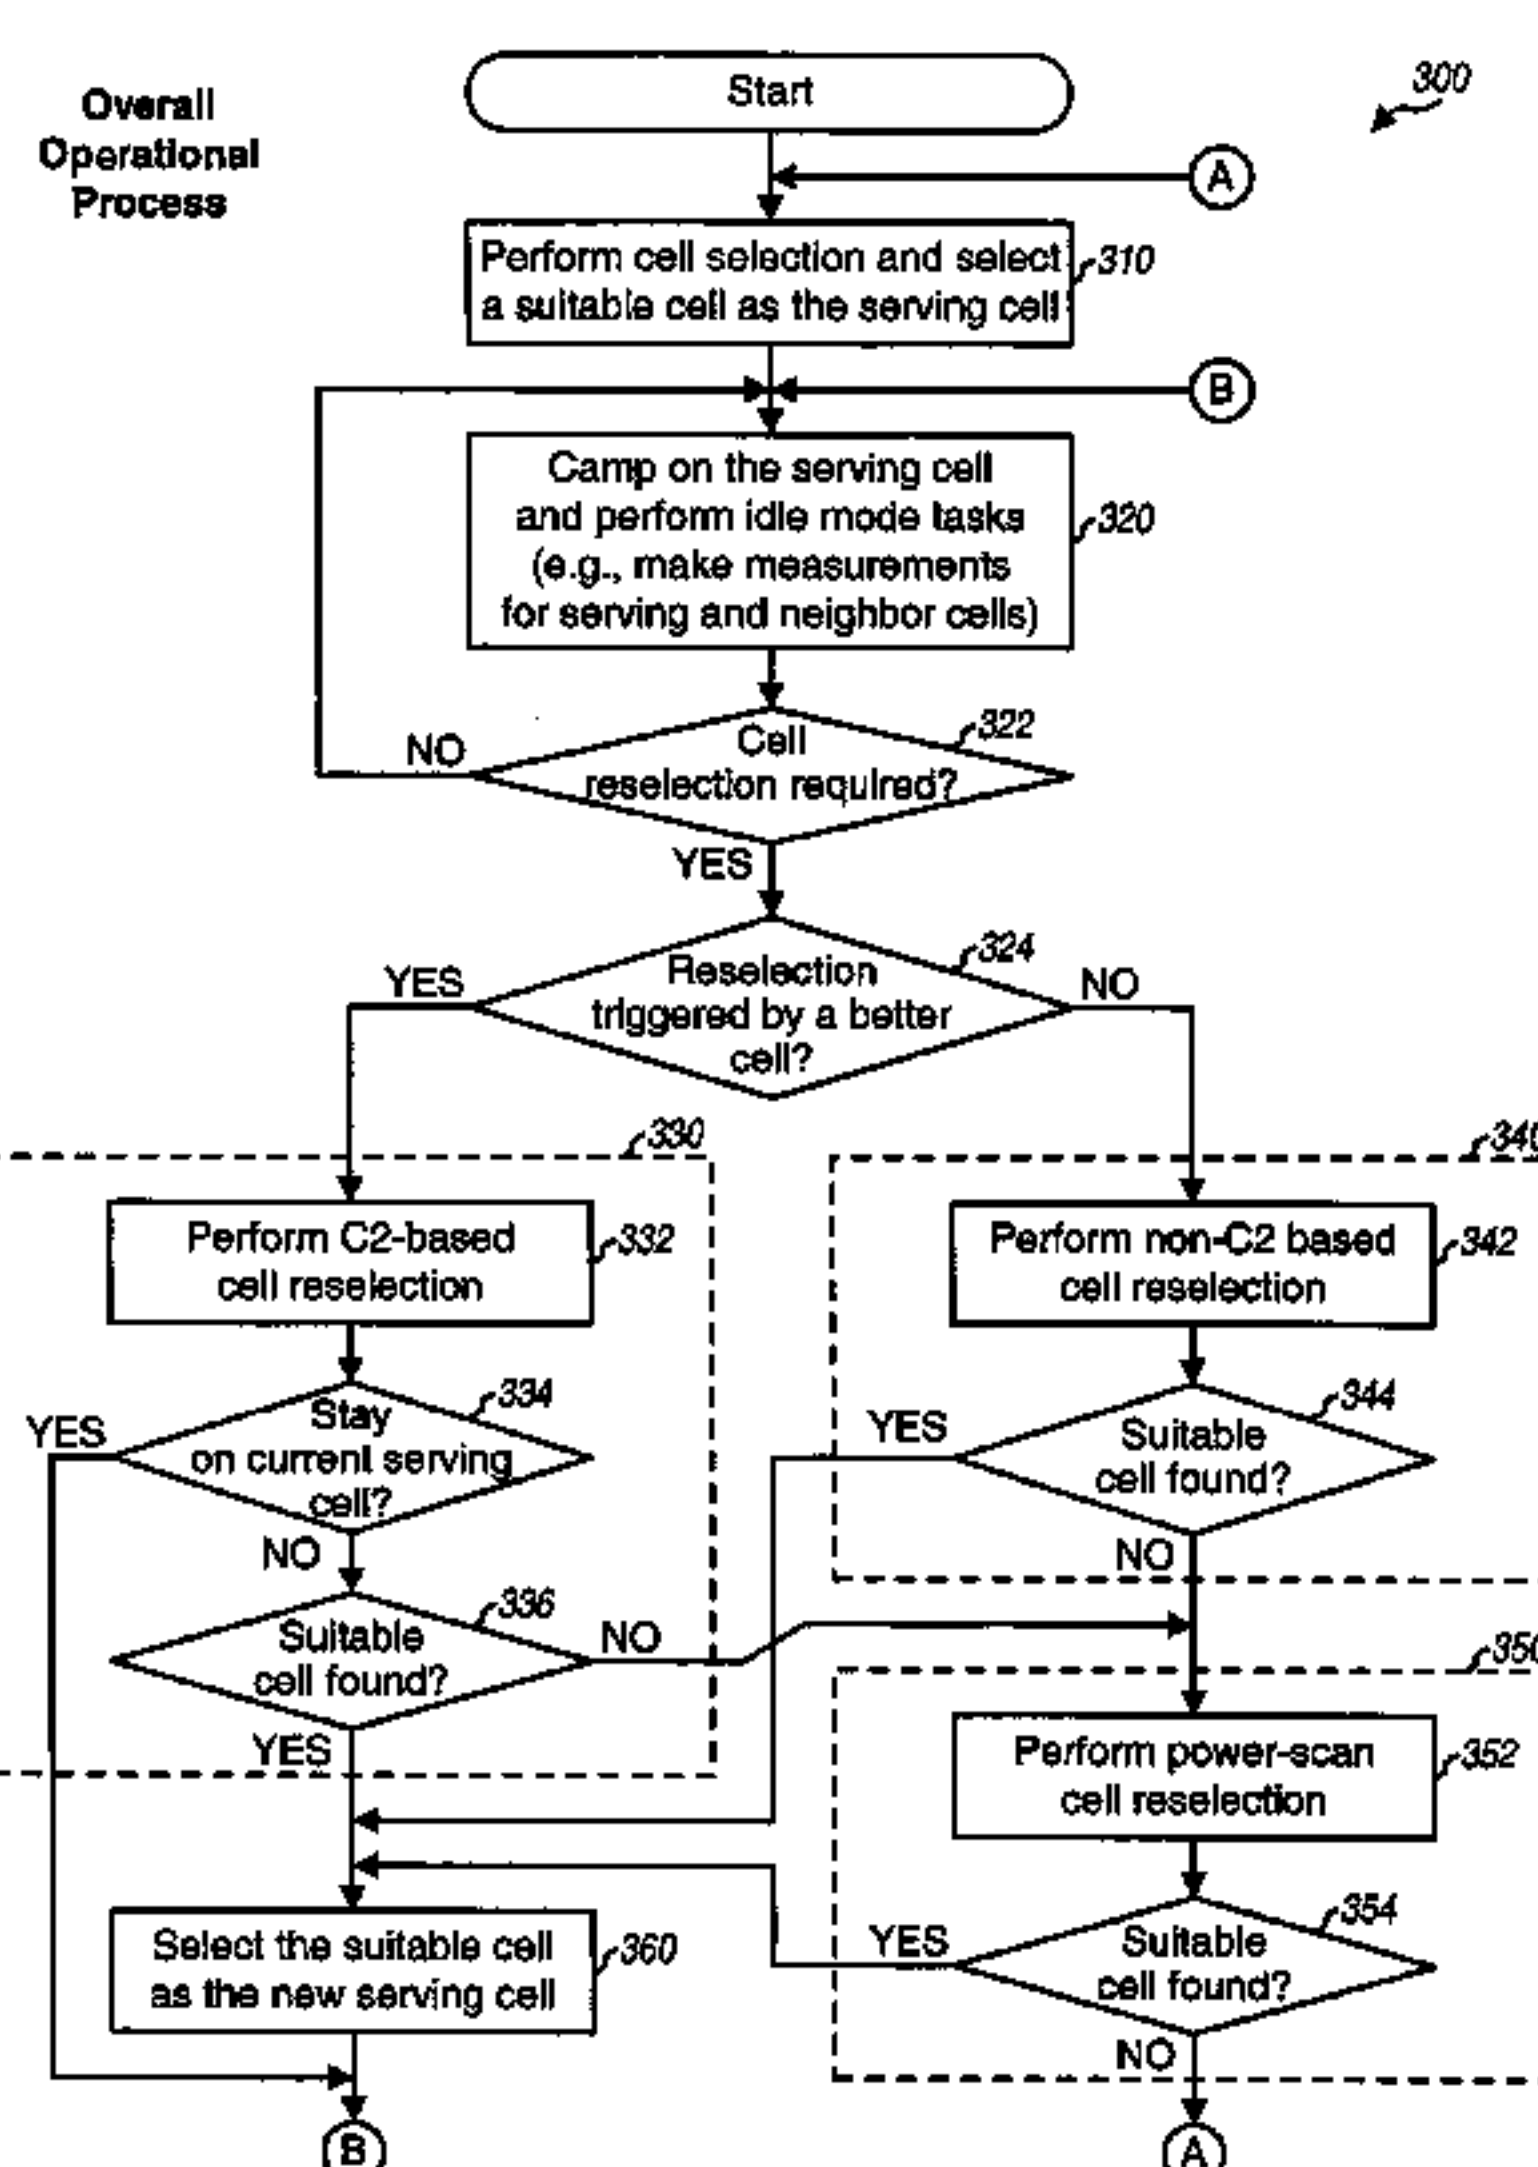 Overall
Operational
Process
Start
300
A
Perform cell selection and select
a suitable cell as the serving cell
310
B
Camp on the serving cell
and perform idle mode tasks
(e.g., make measurements
for serving and neighbor cells)
320
322
Cell
reselection required?
NO
YES
324
Reselection
triggered by a better
cell?
YES
NO
330
340
Perform C2-based
cell reselection
332
Perform non-C2 based
cell reselection
342
334
Stay
on current serving
cell?
YES
NO
344
Suitable
cell found?
YES
NO
336
Suitable
cell found?
NO
YES
350
Perform power-scan
cell reselection
352
354
Suitable
cell found?
YES
NO
Select the suitable cell
as the new serving cell
360
B
A